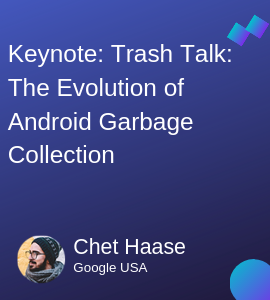 Keynote: Trash Talk:
The Evolution of
Android Garbage
Collection
Chet Haase
Google USA